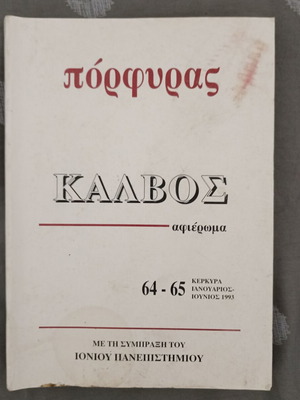 πόρφυρας
ΚΑΛΒΟΣ
αφιέρωμα
64 - 65 ΚΕΡΚΥΡΑ
ΙΑΝΟΥΑΡΙΟΣ-
ΙΟΥΝΙΟΣ 1993
ΜΕ ΤΗ ΣΥΜΠΡΑΞΗ ΤΟΥ
ΙΟΝΙΟΥ ΠΑΝΕΠΙΣΤΗΜΙΟΥ